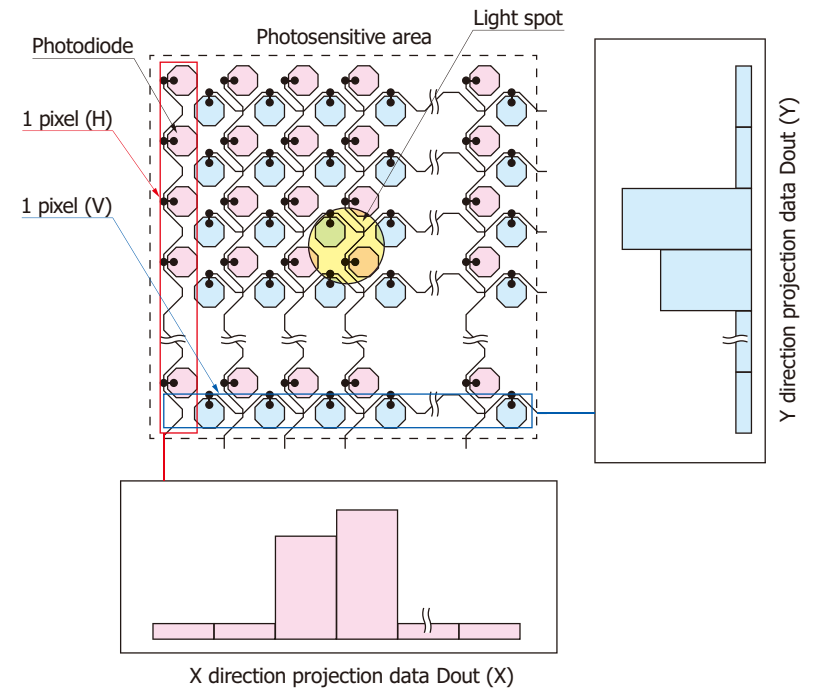 Light spot
Photodiode
Photosensitive area
1 pixel (H)
1 pixel (V)
Y direction projection data Dout (Y)
X direction projection data Dout (X)